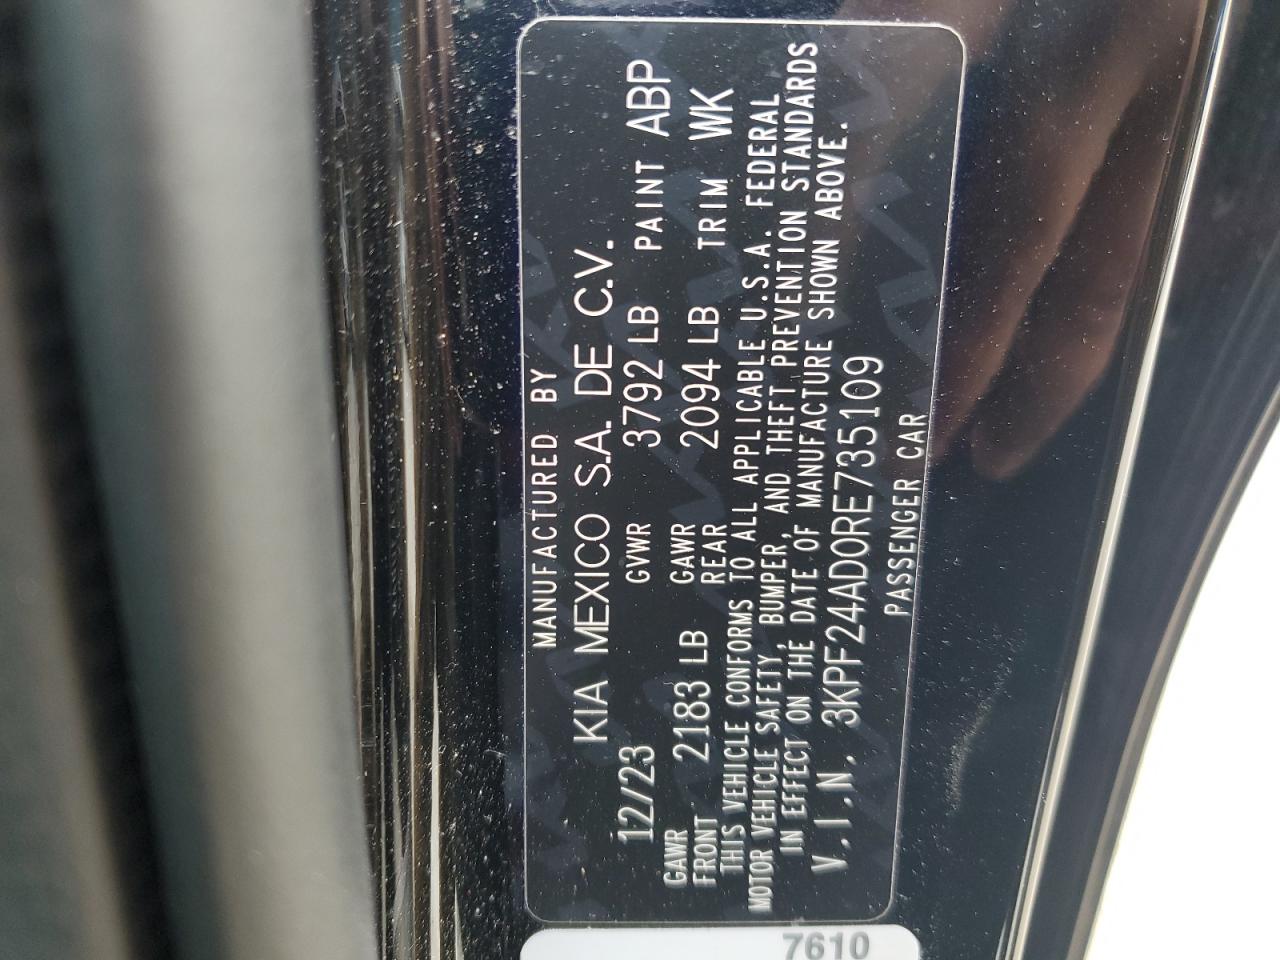 MANUFACTURED BY
KIA MEXICO S.A. DE C.V.
12/23 GVWR 3792 LB PAINT ABP
GAWR FRONT 2183 LB GAWR REAR 2094 LB TRIM WK
THIS VEHICLE CONFORMS TO ALL APPLICABLE U.S.A. FEDERAL
MOTOR VEHICLE SAFETY, BUMPER, AND THEFT PREVENTION STANDARDS
IN EFFECT ON THE DATE OF MANUFACTURE SHOWN ABOVE.
V.I.N. 3KPF24AD0RE735109
PASSENGER CAR
7610